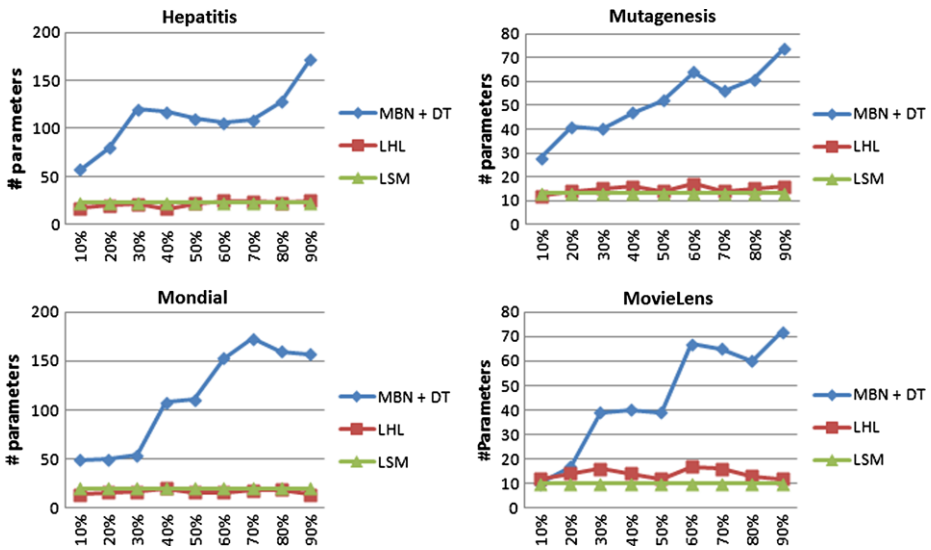 Hepatitis
# parameters
200
150
100
50
0
10% 20% 30% 40% 50% 60% 70% 80% 90%
MBN + DT
LHL
LSM
Mutagenesis
# parameters
80
70
60
50
40
30
20
10
0
10% 20% 30% 40% 50% 60% 70% 80% 90%
MBN + DT
LHL
LSM
Mondial
# parameters
200
150
100
50
0
10% 20% 30% 40% 50% 60% 70% 80% 90%
MBN + DT
LHL
LSM
MovieLens
#Parameters
80
70
60
50
40
30
20
10
0
10% 20% 30% 40% 50% 60% 70% 80% 90%
MBN + DT
LHL
LSM